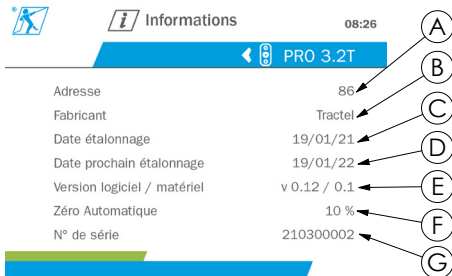 i Informations 08:26 A
PRO 3.2T B
Adresse 86
Fabricant Tractel C
Date étalonnage 19/01/21
Date prochain étalonnage 19/01/22 D
Version logiciel / matériel v 0.12 / 0.1 E
Zéro Automatique 10 % F
N° de série 210300002
G